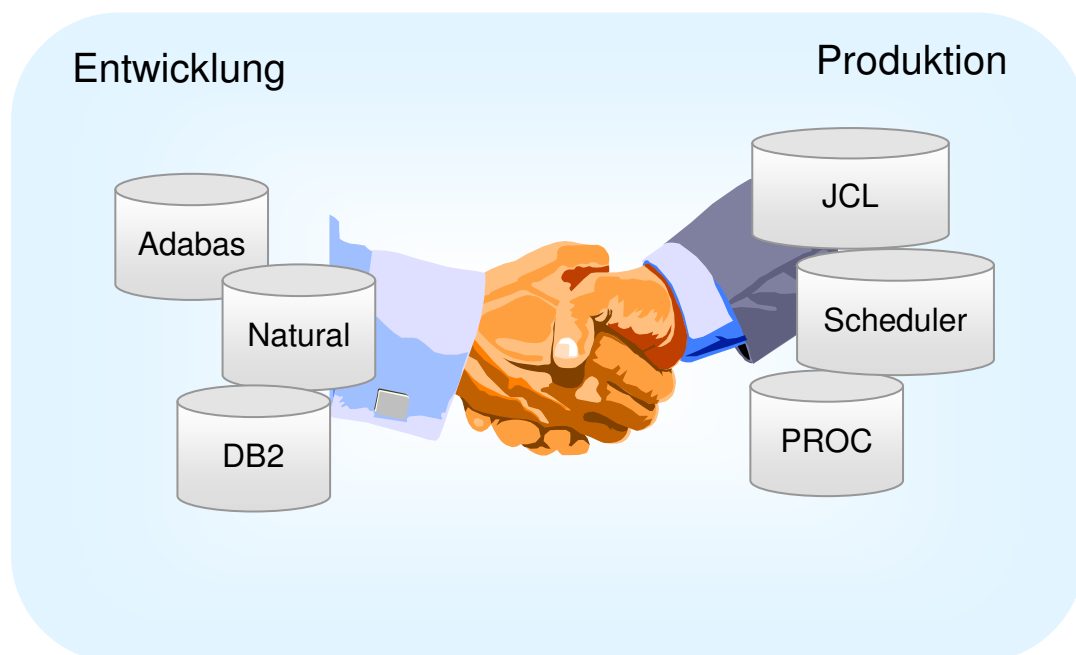 Entwicklung
Produktion
Adabas
Natural
DB2
JCL
Scheduler
PROC